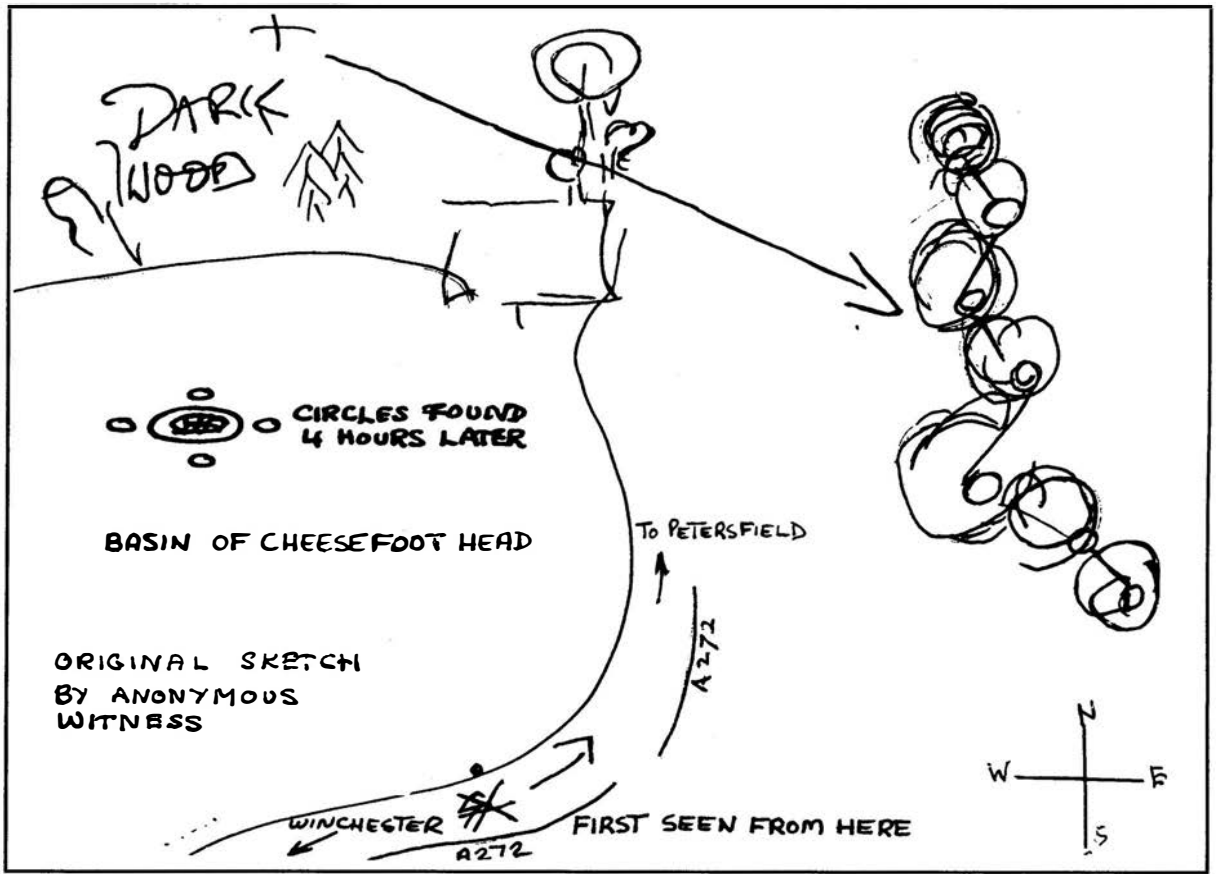 DARK
WOOD
CIRCLES FOUND
4 HOURS LATER
BASIN OF CHEESEFOOT HEAD
TO PETERSFIELD
A272
ORIGINAL SKETCH
BY ANONYMOUS
WITNESS
N
W E
S
WINCHESTER
FIRST SEEN FROM HERE
A272